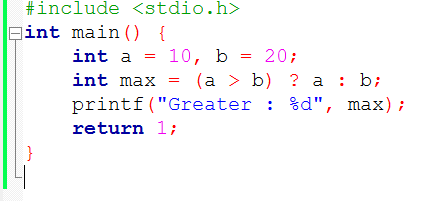 #include <stdio.h>
int main() {
    int a = 10, b = 20;
    int max = (a > b) ? a : b;
    printf("Greater : %d", max);
    return 1;
}